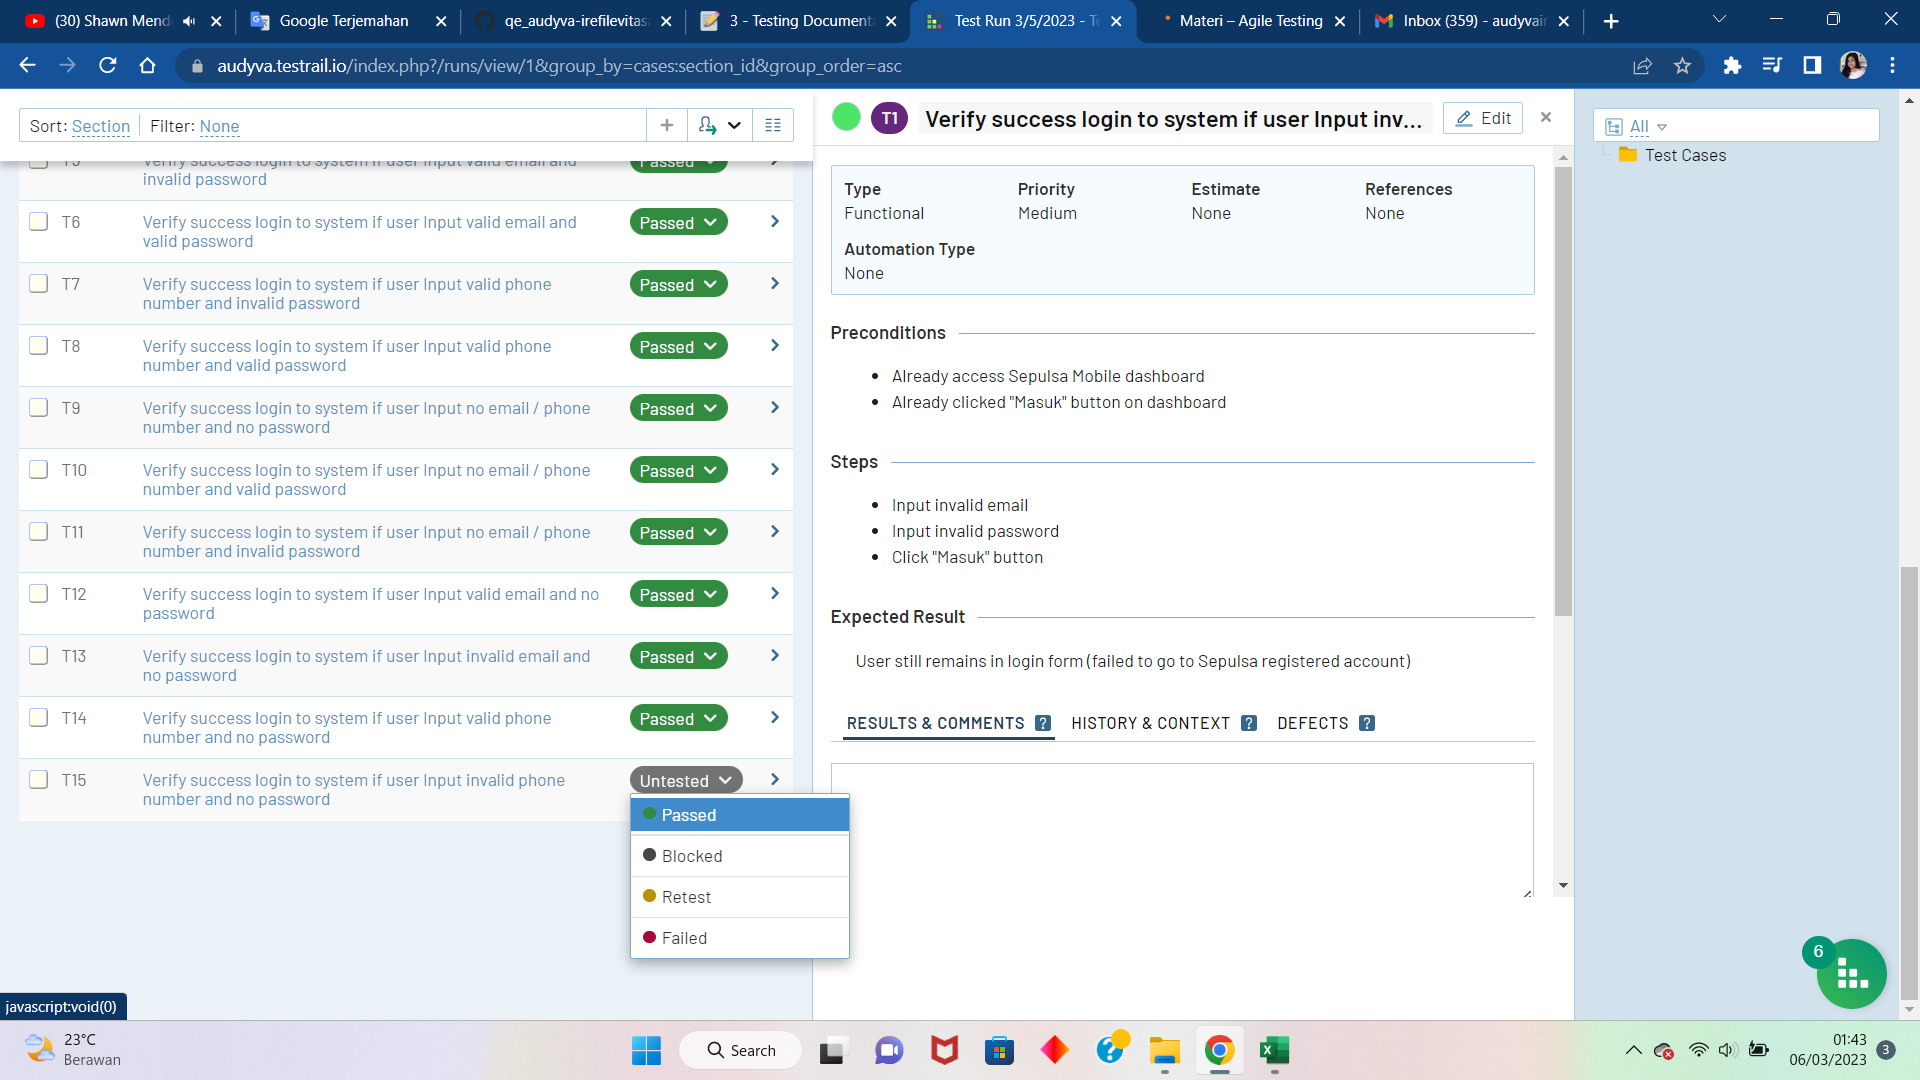 (30) Shawn Mend
Google Terjemahan
qe_audyva-irefilevitasa
3 - Testing Documenta
Test Run 3/5/2023 - Te
Materi – Agile Testing
Inbox (359) - audyvair
audyva.testrail.io/index.php?/runs/view/1&group_by=cases:section_id&group_order=asc
Sort: Section
Filter: None
T5
Verify success login to system if user Input valid email and
invalid password
Passed
T6
Verify success login to system if user Input valid email and
valid password
Passed
T7
Verify success login to system if user Input valid phone
number and invalid password
Passed
T8
Verify success login to system if user Input valid phone
number and valid password
Passed
T9
Verify success login to system if user Input no email / phone
number and no password
Passed
T10
Verify success login to system if user Input no email / phone
number and valid password
Passed
T11
Verify success login to system if user Input no email / phone
number and invalid password
Passed
T12
Verify success login to system if user Input valid email and no
password
Passed
T13
Verify success login to system if user Input invalid email and
no password
Passed
T14
Verify success login to system if user Input valid phone
number and no password
Passed
T15
Verify success login to system if user Input invalid phone
number and no password
Untested
Passed
Blocked
Retest
Failed
T1
Verify success login to system if user Input inv...
Edit
Type
Functional
Priority
Medium
Estimate
None
References
None
Automation Type
None
Preconditions
• Already access Sepulsa Mobile dashboard
• Already clicked "Masuk" button on dashboard
Steps
• Input invalid email
• Input invalid password
• Click "Masuk" button
Expected Result
User still remains in login form (failed to go to Sepulsa registered account)
RESULTS & COMMENTS ?
HISTORY & CONTEXT ?
DEFECTS ?
All
Test Cases
6
javascript:void(0)
23°C
Berawan
Search
01:43
06/03/2023
3